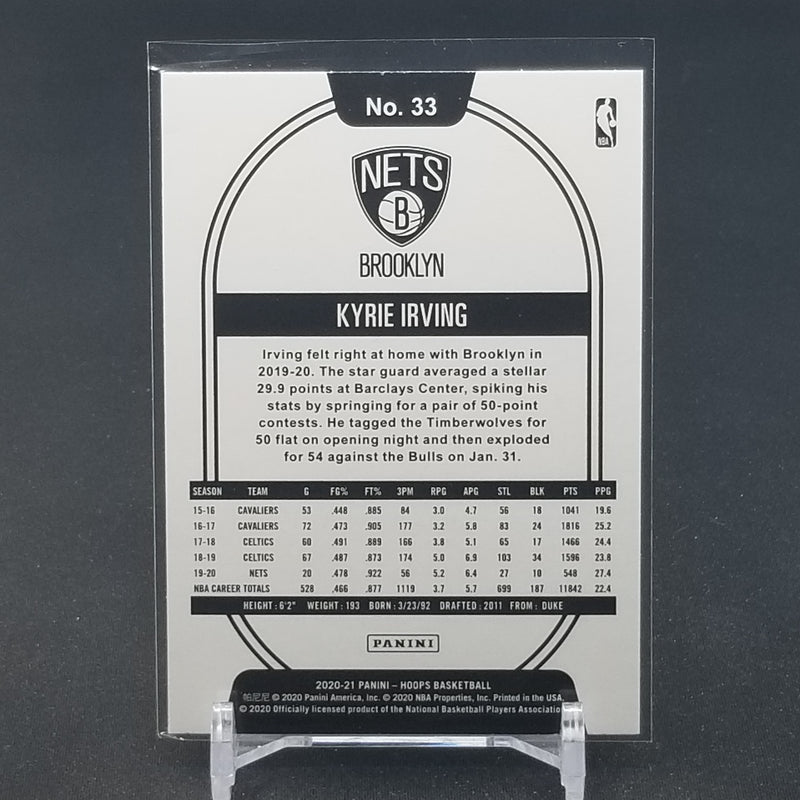 No. 33
NBA
NETS
B
BROOKLYN
KYRIE IRVING
Irving felt right at home with Brooklyn in
2019-20. The star guard averaged a stellar
29.9 points at Barclays Center, spiking his
stats by springing for a pair of 50-point
contests. He tagged the Timberwolves for
50 flat on opening night and then exploded
for 54 against the Bulls on Jan. 31.
SEASON TEAM G FG% FT% 3PM RPG APG STL BLK PTS PPG
15-16 CAVALIERS 53 .448 .885 84 3.0 4.7 56 18 1041 19.6
16-17 CAVALIERS 72 .473 .905 177 3.2 5.8 83 24 1816 25.2
17-18 CELTICS 60 .491 .889 166 3.8 5.1 65 17 1466 24.4
18-19 CELTICS 67 .487 .873 174 5.0 6.9 103 34 1596 23.8
19-20 NETS 20 .478 .922 56 5.2 6.4 27 10 548 27.4
NBA CAREER TOTALS 528 .466 .877 1119 3.7 5.7 699 187 11842 22.4
HEIGHT: 6'2" WEIGHT: 193 BORN: 3/23/92 DRAFTED: 2011 FROM: DUKE
PANINI
2020-21 PANINI – HOOPS BASKETBALL
帕尼尼 © 2020 Panini America, Inc. © 2020 NBA Properties, Inc. Printed in the USA.
© 2020 Officially licensed product of the National Basketball Players Associatio